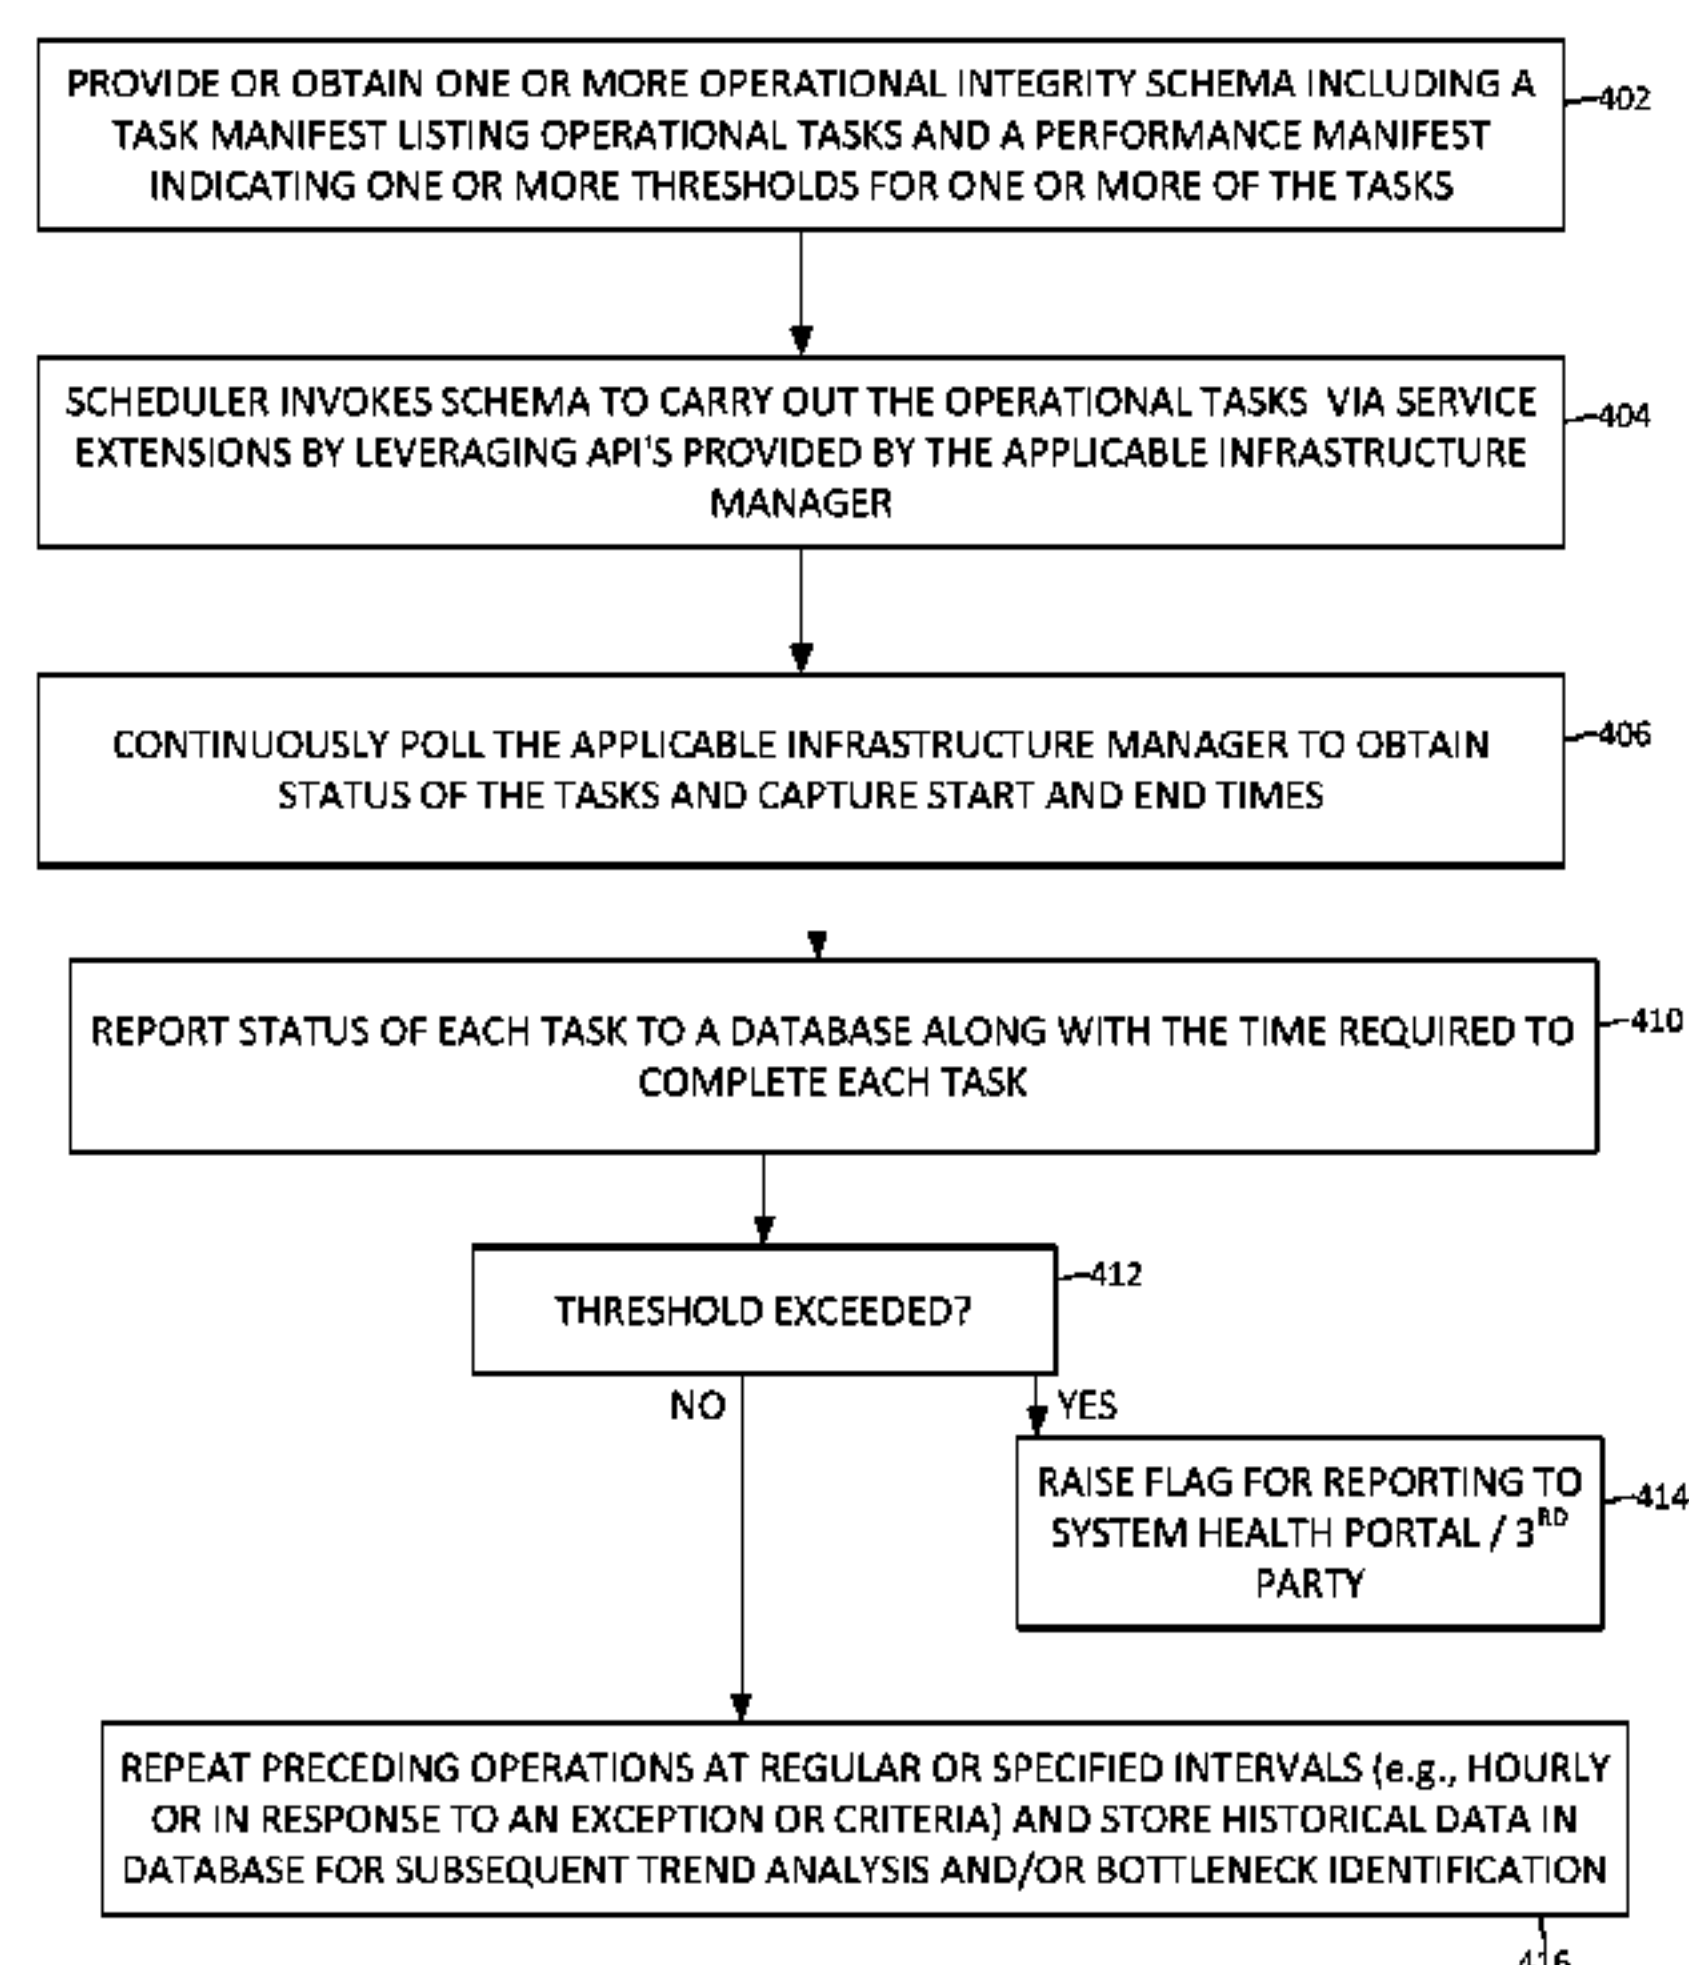 PROVIDE OR OBTAIN ONE OR MORE OPERATIONAL INTEGRITY SCHEMA INCLUDING A
TASK MANIFEST LISTING OPERATIONAL TASKS AND A PERFORMANCE MANIFEST
INDICATING ONE OR MORE THRESHOLDS FOR ONE OR MORE OF THE TASKS
402
SCHEDULER INVOKES SCHEMA TO CARRY OUT THE OPERATIONAL TASKS VIA SERVICE
EXTENSIONS BY LEVERAGING API'S PROVIDED BY THE APPLICABLE INFRASTRUCTURE
MANAGER
404
CONTINUOUSLY POLL THE APPLICABLE INFRASTRUCTURE MANAGER TO OBTAIN
STATUS OF THE TASKS AND CAPTURE START AND END TIMES
406
REPORT STATUS OF EACH TASK TO A DATABASE ALONG WITH THE TIME REQUIRED TO
COMPLETE EACH TASK
410
THRESHOLD EXCEEDED?
412
NO
YES
RAISE FLAG FOR REPORTING TO
SYSTEM HEALTH PORTAL / 3RD
PARTY
414
REPEAT PRECEDING OPERATIONS AT REGULAR OR SPECIFIED INTERVALS (e.g., HOURLY
OR IN RESPONSE TO AN EXCEPTION OR CRITERIA) AND STORE HISTORICAL DATA IN
DATABASE FOR SUBSEQUENT TREND ANALYSIS AND/OR BOTTLENECK IDENTIFICATION
416